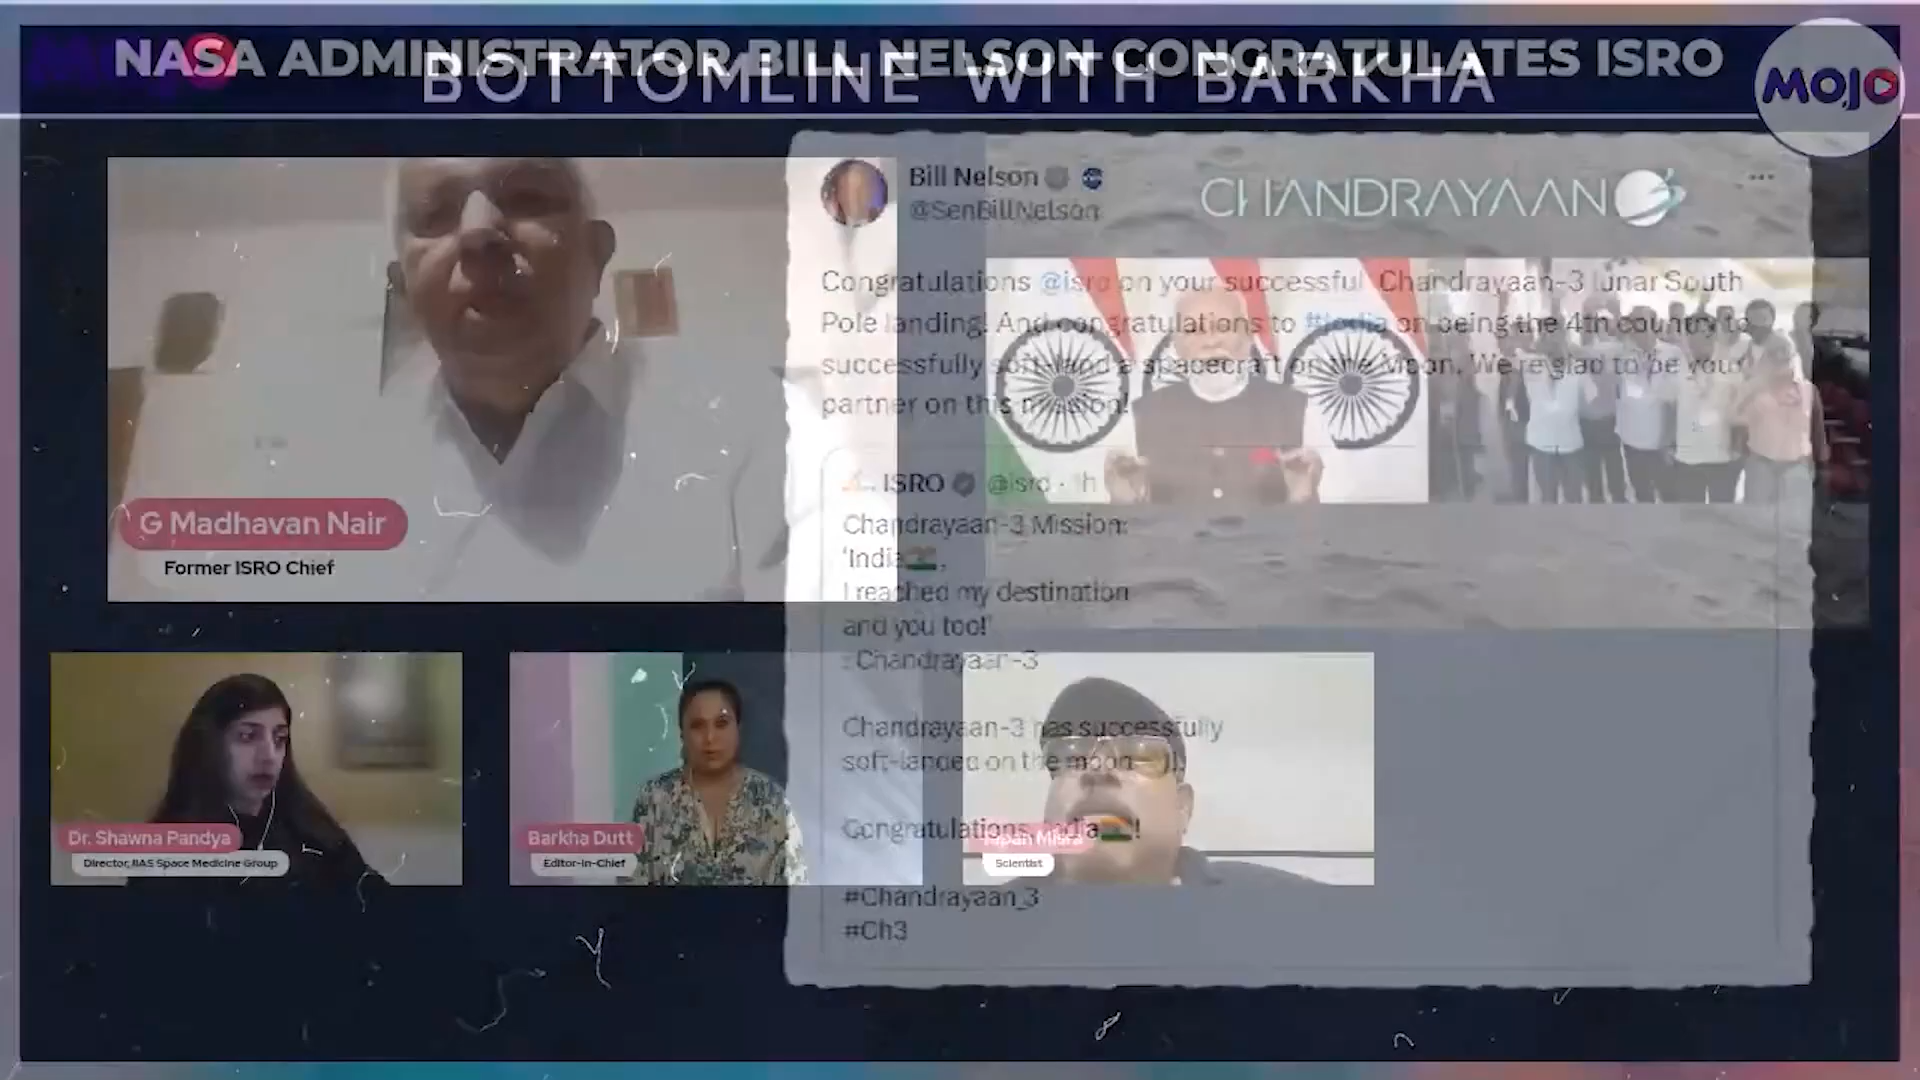 NASA ADMINISTRATOR BILL NELSON CONGRATULATES ISRO
BOTTOMLINE WITH BARKHA
MOJO
Bill Nelson
@SenBillNelson
CHANDRAYAAN
Congratulations @isro on your successful Chandrayaan-3 lunar South
Pole landing! And congratulations to #India on being the 4th country to
successfully soft-land a spacecraft on the Moon. We're glad to be your
partner on this mission!
ISRO @isro · 1h
Chandrayaan-3 Mission:
'India🇮🇳,
I reached my destination
and you too!'
: Chandrayaan-3
Chandrayaan-3 has successfully
soft-landed on the moon
Congratulations, India🇮🇳!
#Chandrayaan_3
#Ch3
G Madhavan Nair
Former ISRO Chief
Dr. Shawna Pandya
Director, IIAS Space Medicine Group
Barkha Dutt
Editor-in-Chief
Misra
Scientist